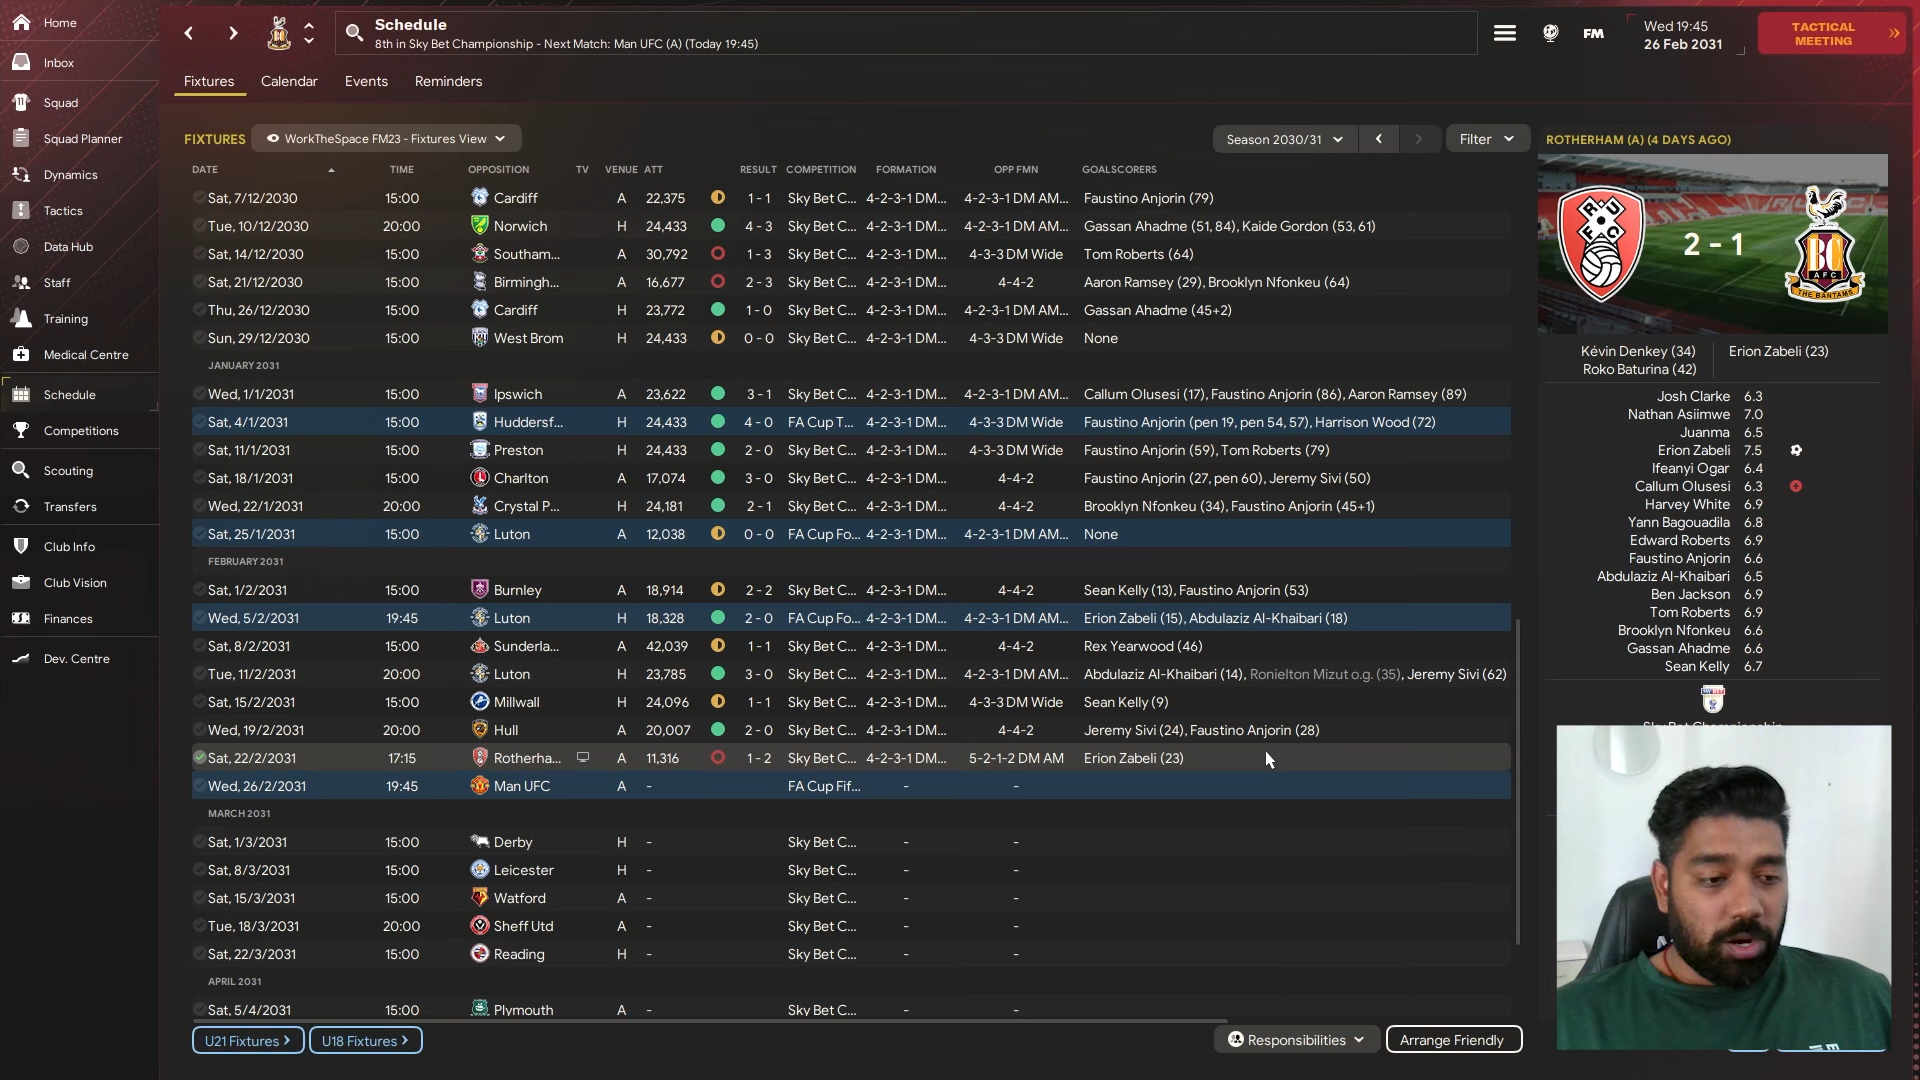 Home
Inbox
Squad
Squad Planner
Dynamics
Tactics
Data Hub
Staff
Training
Medical Centre
Schedule
Competitions
Scouting
Transfers
Club Info
Club Vision
Finances
Dev. Centre
Schedule
8th in Sky Bet Championship - Next Match: Man UFC (A) (Today 19:45)
FM
Wed 19:45
26 Feb 2031
TACTICAL MEETING
Fixtures Calendar Events Reminders
FIXTURES WorkTheSpace FM23 - Fixtures View Season 2030/31 Filter
DATE TIME OPPOSITION TV VENUE ATT RESULT COMPETITION FORMATION OPP FMN GOALSCORERS
Sat, 7/12/2030 15:00 Cardiff A 22,375 1 - 1 Sky Bet C... 4-2-3-1 DM... 4-2-3-1 DM AM... Faustino Anjorin (79)
Tue, 10/12/2030 20:00 Norwich H 24,433 4 - 3 Sky Bet C... 4-2-3-1 DM... 4-2-3-1 DM AM... Gassan Ahadme (51, 84), Kaide Gordon (53, 61)
Sat, 14/12/2030 15:00 Southam... A 30,792 1 - 3 Sky Bet C... 4-2-3-1 DM... 4-3-3 DM Wide Tom Roberts (64)
Sat, 21/12/2030 15:00 Birmingh... A 16,677 2 - 3 Sky Bet C... 4-2-3-1 DM... 4-4-2 Aaron Ramsey (29), Brooklyn Nfonkeu (64)
Thu, 26/12/2030 15:00 Cardiff H 23,772 1 - 0 Sky Bet C... 4-2-3-1 DM... 4-2-3-1 DM AM... Gassan Ahadme (45+2)
Sun, 29/12/2030 15:00 West Brom H 24,433 0 - 0 Sky Bet C... 4-2-3-1 DM... 4-3-3 DM Wide None
JANUARY 2031
Wed, 1/1/2031 15:00 Ipswich A 23,622 3 - 1 Sky Bet C... 4-2-3-1 DM... 4-2-3-1 DM AM... Callum Olusesi (17), Faustino Anjorin (86), Aaron Ramsey (89)
Sat, 4/1/2031 15:00 Huddersf... H 24,433 4 - 0 FA Cup T... 4-2-3-1 DM... 4-3-3 DM Wide Faustino Anjorin (pen 19, pen 54, 57), Harrison Wood (72)
Sat, 11/1/2031 15:00 Preston H 24,433 2 - 0 Sky Bet C... 4-2-3-1 DM... 4-3-3 DM Wide Faustino Anjorin (59), Tom Roberts (79)
Sat, 18/1/2031 15:00 Charlton A 17,074 3 - 0 Sky Bet C... 4-2-3-1 DM... 4-4-2 Faustino Anjorin (27, pen 60), Jeremy Sivi (50)
Wed, 22/1/2031 20:00 Crystal P... H 24,181 2 - 1 Sky Bet C... 4-2-3-1 DM... 4-4-2 Brooklyn Nfonkeu (34), Faustino Anjorin (45+1)
Sat, 25/1/2031 15:00 Luton A 12,038 0 - 0 FA Cup Fo... 4-2-3-1 DM... 4-2-3-1 DM AM... None
FEBRUARY 2031
Sat, 1/2/2031 15:00 Burnley A 18,914 2 - 2 Sky Bet C... 4-2-3-1 DM... 4-4-2 Sean Kelly (13), Faustino Anjorin (53)
Wed, 5/2/2031 19:45 Luton H 18,328 2 - 0 FA Cup Fo... 4-2-3-1 DM... 4-2-3-1 DM AM... Erion Zabeli (15), Abdulaziz Al-Khaibari (18)
Sat, 8/2/2031 15:00 Sunderla... A 42,039 1 - 1 Sky Bet C... 4-2-3-1 DM... 4-4-2 Rex Yearwood (46)
Tue, 11/2/2031 20:00 Luton H 23,785 3 - 0 Sky Bet C... 4-2-3-1 DM... 4-2-3-1 DM AM... Abdulaziz Al-Khaibari (14), Ronielton Mizut o.g. (35), Jeremy Sivi (62)
Sat, 15/2/2031 15:00 Millwall H 24,096 1 - 1 Sky Bet C... 4-2-3-1 DM... 4-3-3 DM Wide Sean Kelly (9)
Wed, 19/2/2031 20:00 Hull A 20,007 2 - 0 Sky Bet C... 4-2-3-1 DM... 4-4-2 Jeremy Sivi (24), Faustino Anjorin (28)
Sat, 22/2/2031 17:15 Rotherha... A 11,316 1 - 2 Sky Bet C... 4-2-3-1 DM... 5-2-1-2 DM AM Erion Zabeli (23)
Wed, 26/2/2031 19:45 Man UFC A - FA Cup Fif... - -
MARCH 2031
Sat, 1/3/2031 15:00 Derby H - Sky Bet C... - -
Sat, 8/3/2031 15:00 Leicester H - Sky Bet C... - -
Sat, 15/3/2031 15:00 Watford A - Sky Bet C... - -
Tue, 18/3/2031 20:00 Sheff Utd A - Sky Bet C... - -
Sat, 22/3/2031 15:00 Reading H - Sky Bet C... - -
APRIL 2031
Sat, 5/4/2031 15:00 Plymouth A - Sky Bet C... - -
U21 Fixtures U18 Fixtures Responsibilities Arrange Friendly
ROTHERHAM (A) (4 DAYS AGO)
2 - 1
BC
AFC
THE BANTAMS
Kévin Denkey (34) Erion Zabeli (23)
Roko Baturina (42)
Josh Clarke 6.3
Nathan Asiimwe 7.0
Juanma 6.5
Erion Zabeli 7.5
Ifeanyi Ogar 6.4
Callum Olusesi 6.3
Harvey White 6.9
Yann Bagouadila 6.8
Edward Roberts 6.9
Faustino Anjorin 6.6
Abdulaziz Al-Khaibari 6.5
Ben Jackson 6.9
Tom Roberts 6.9
Brooklyn Nfonkeu 6.6
Gassan Ahadme 6.6
Sean Kelly 6.7
Sky Bet Championship